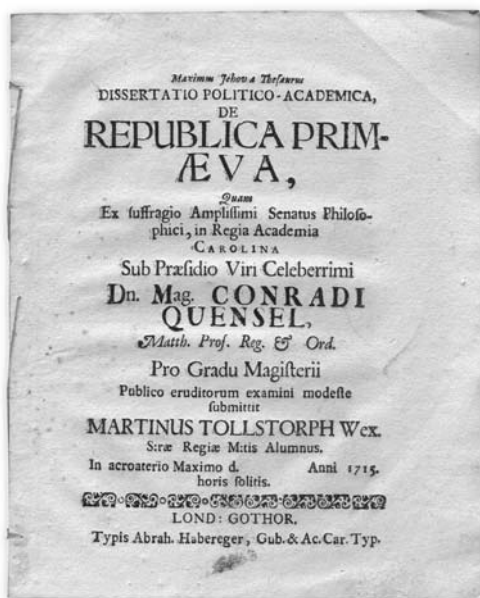 Maximm Jehova Theſaurus
DISSERTATIO POLITICO-ACADEMICA,
DE
REPUBLICA PRIM-
ÆVA,
Quam
Ex ſuffragio Ampliſſimi Senatus Philoſo-
phici, in Regia Academia
CAROLINA
Sub Præſidio Viri Celeberrimi
Dn. Mag. CONRADI
QUENSEL,
Matth. Prof. Reg. & Ord.
Pro Gradu Magiſterii
Publico eruditorum examini modeſte
ſubmittit
MARTINUS TOLLSTORPH Wex.
S:ræ Regiæ M:tis Alumnus.
In acroaterio Maximo d. Anni 1715.
horis ſolitis.
LOND: GOTHOR,
Typis Abrah. Habereger, Gub. & Ac. Car. Typ.